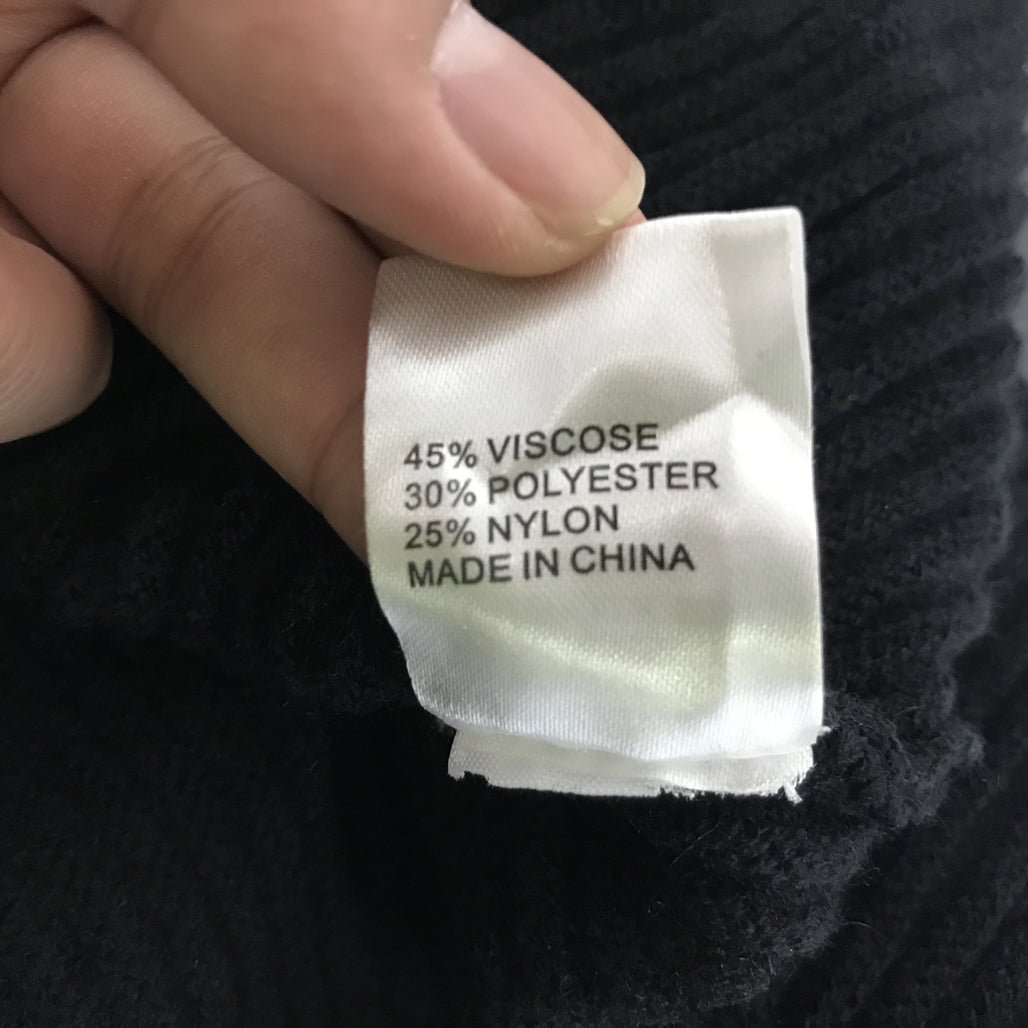 45% VISCOSE
30% POLYESTER
25% NYLON
MADE IN CHINA